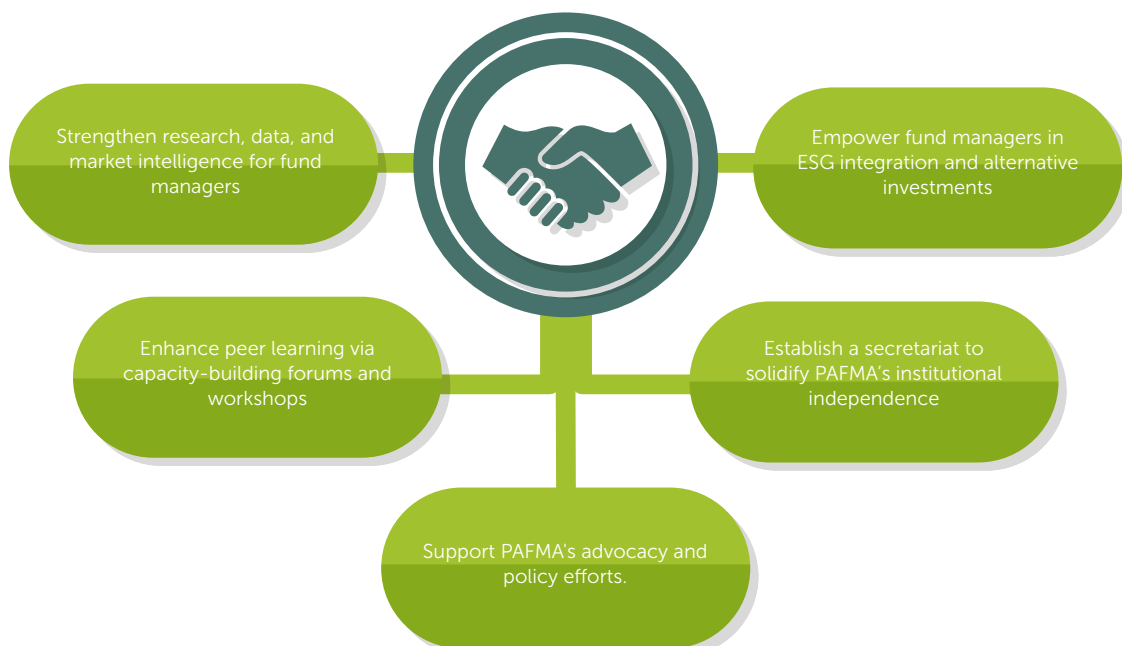 Strengthen research, data, and
market intelligence for fund
managers
Empower fund managers in
ESG integration and alternative
investments
Enhance peer learning via
capacity-building forums and
workshops
Establish a secretariat to
solidify PAFMA's institutional
independence
Support PAFMA's advocacy and
policy efforts.